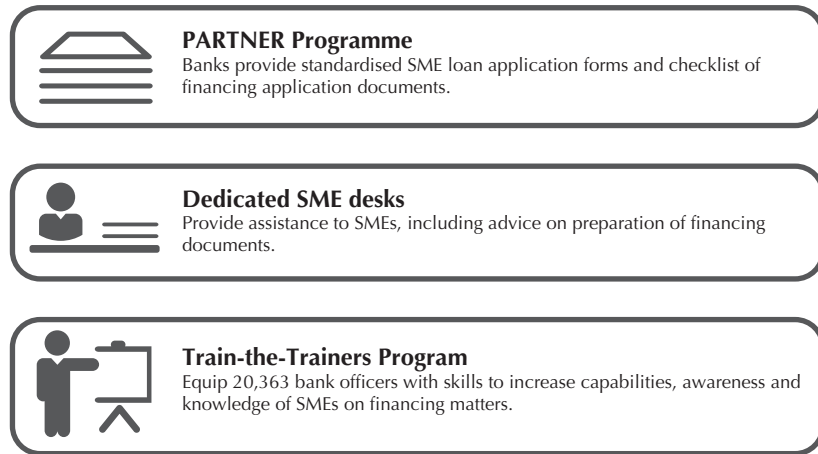 PARTNER Programme
Banks provide standardised SME loan application forms and checklist of
financing application documents.
Dedicated SME desks
Provide assistance to SMEs, including advice on preparation of financing
documents.
Train-the-Trainers Program
Equip 20,363 bank officers with skills to increase capabilities, awareness and
knowledge of SMEs on financing matters.